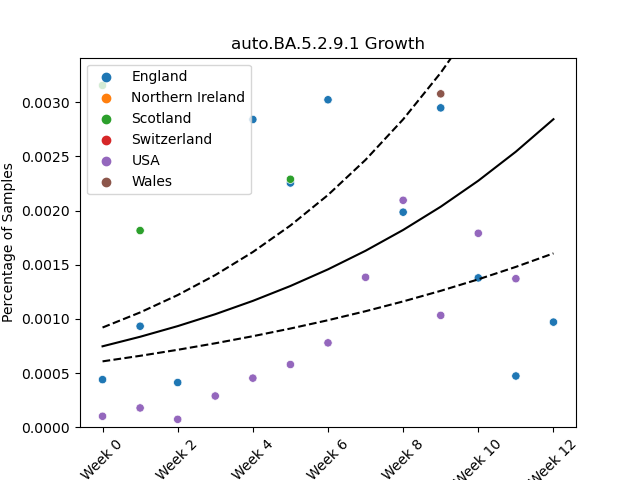 auto.BA.5.2.9.1 Growth
England
Northern Ireland
Scotland
Switzerland
USA
Wales
Percentage of Samples
0.0030
0.0025
0.0020
0.0015
0.0010
0.0005
0.0000
Week 0
Week 2
Week 4
Week 6
Week 8
Week 10
Week 12